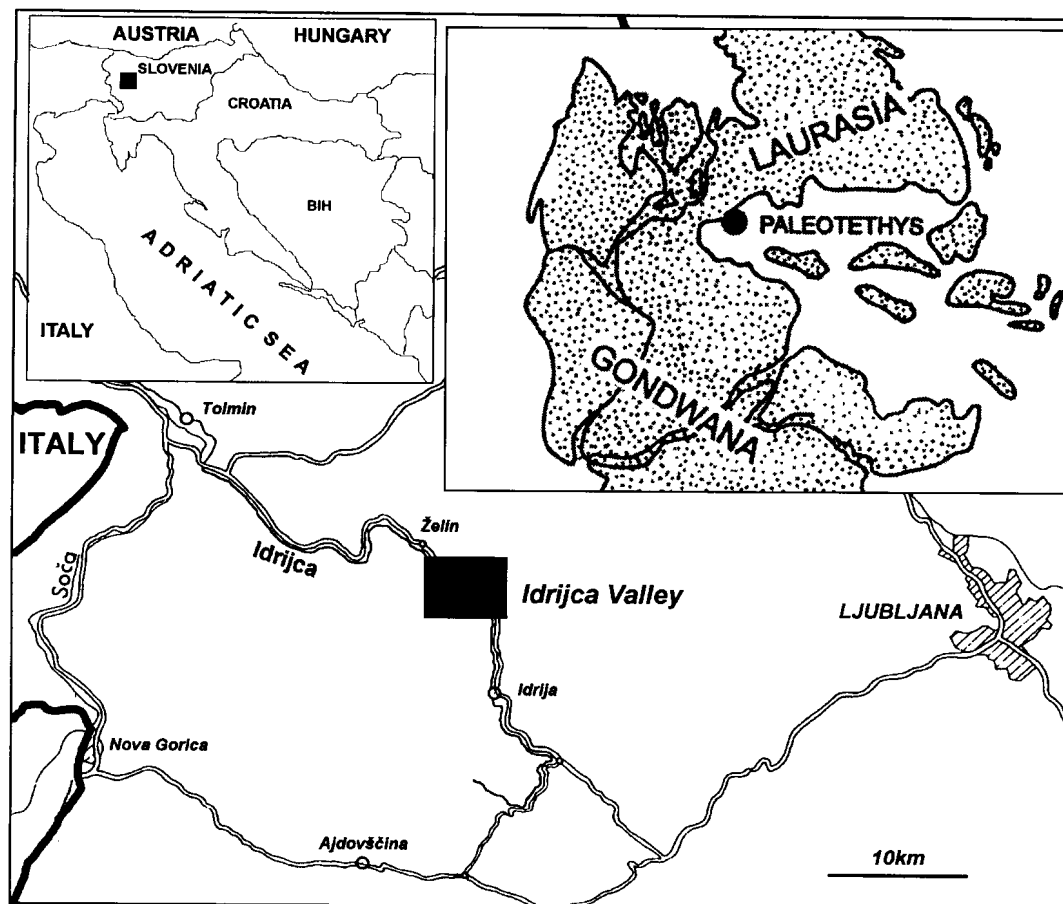 AUSTRIA
HUNGARY
SLOVENIA
CROATIA
BIH
ADRIATIC SEA
ITALY
LAURASIA
PALEOTETHYS
GONDWANA
Tolmin
ITALY
Želin
Idrijca
Soča
Idrijca Valley
LJUBLJANA
Idrija
Nova Gorica
Ajdovščina
10km